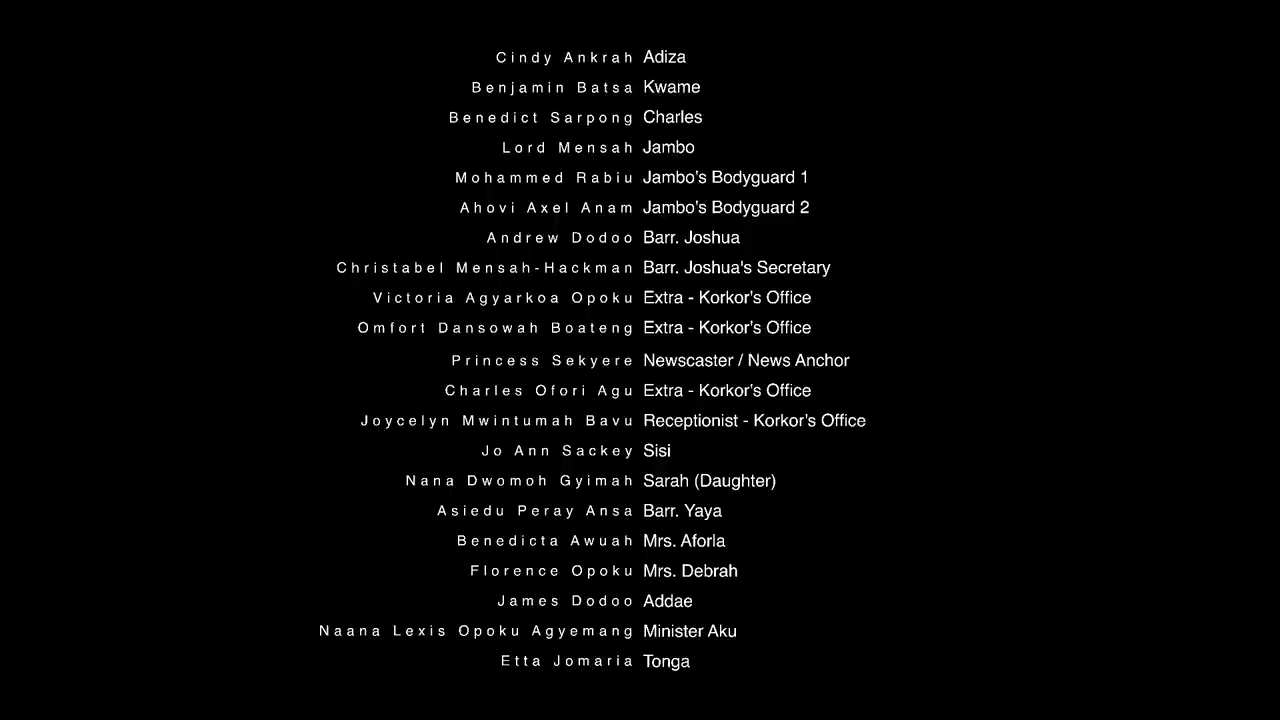 Cindy Ankrah Adiza
Benjamin Batsa Kwame
Benedict Sarpong Charles
Lord Mensah Jambo
Mohammed Rabiu Jambo's Bodyguard 1
Ahovi Axel Anam Jambo's Bodyguard 2
Andrew Dodoo Barr. Joshua
Christabel Mensah-Hackman Barr. Joshua's Secretary
Victoria Agyarkoa Opoku Extra - Korkor's Office
Omfort Dansowah Boateng Extra - Korkor's Office
Princess Sekyere Newscaster / News Anchor
Charles Ofori Agu Extra - Korkor's Office
Joycelyn Mwintumah Bavu Receptionist - Korkor's Office
Jo Ann Sackey Sisi
Nana Dwomoh Gyimah Sarah (Daughter)
Asiedu Peray Ansa Barr. Yaya
Benedicta Awuah Mrs. Aforla
Florence Opoku Mrs. Debrah
James Dodoo Addae
Naana Lexis Opoku Agyemang Minister Aku
Etta Jomaria Tonga